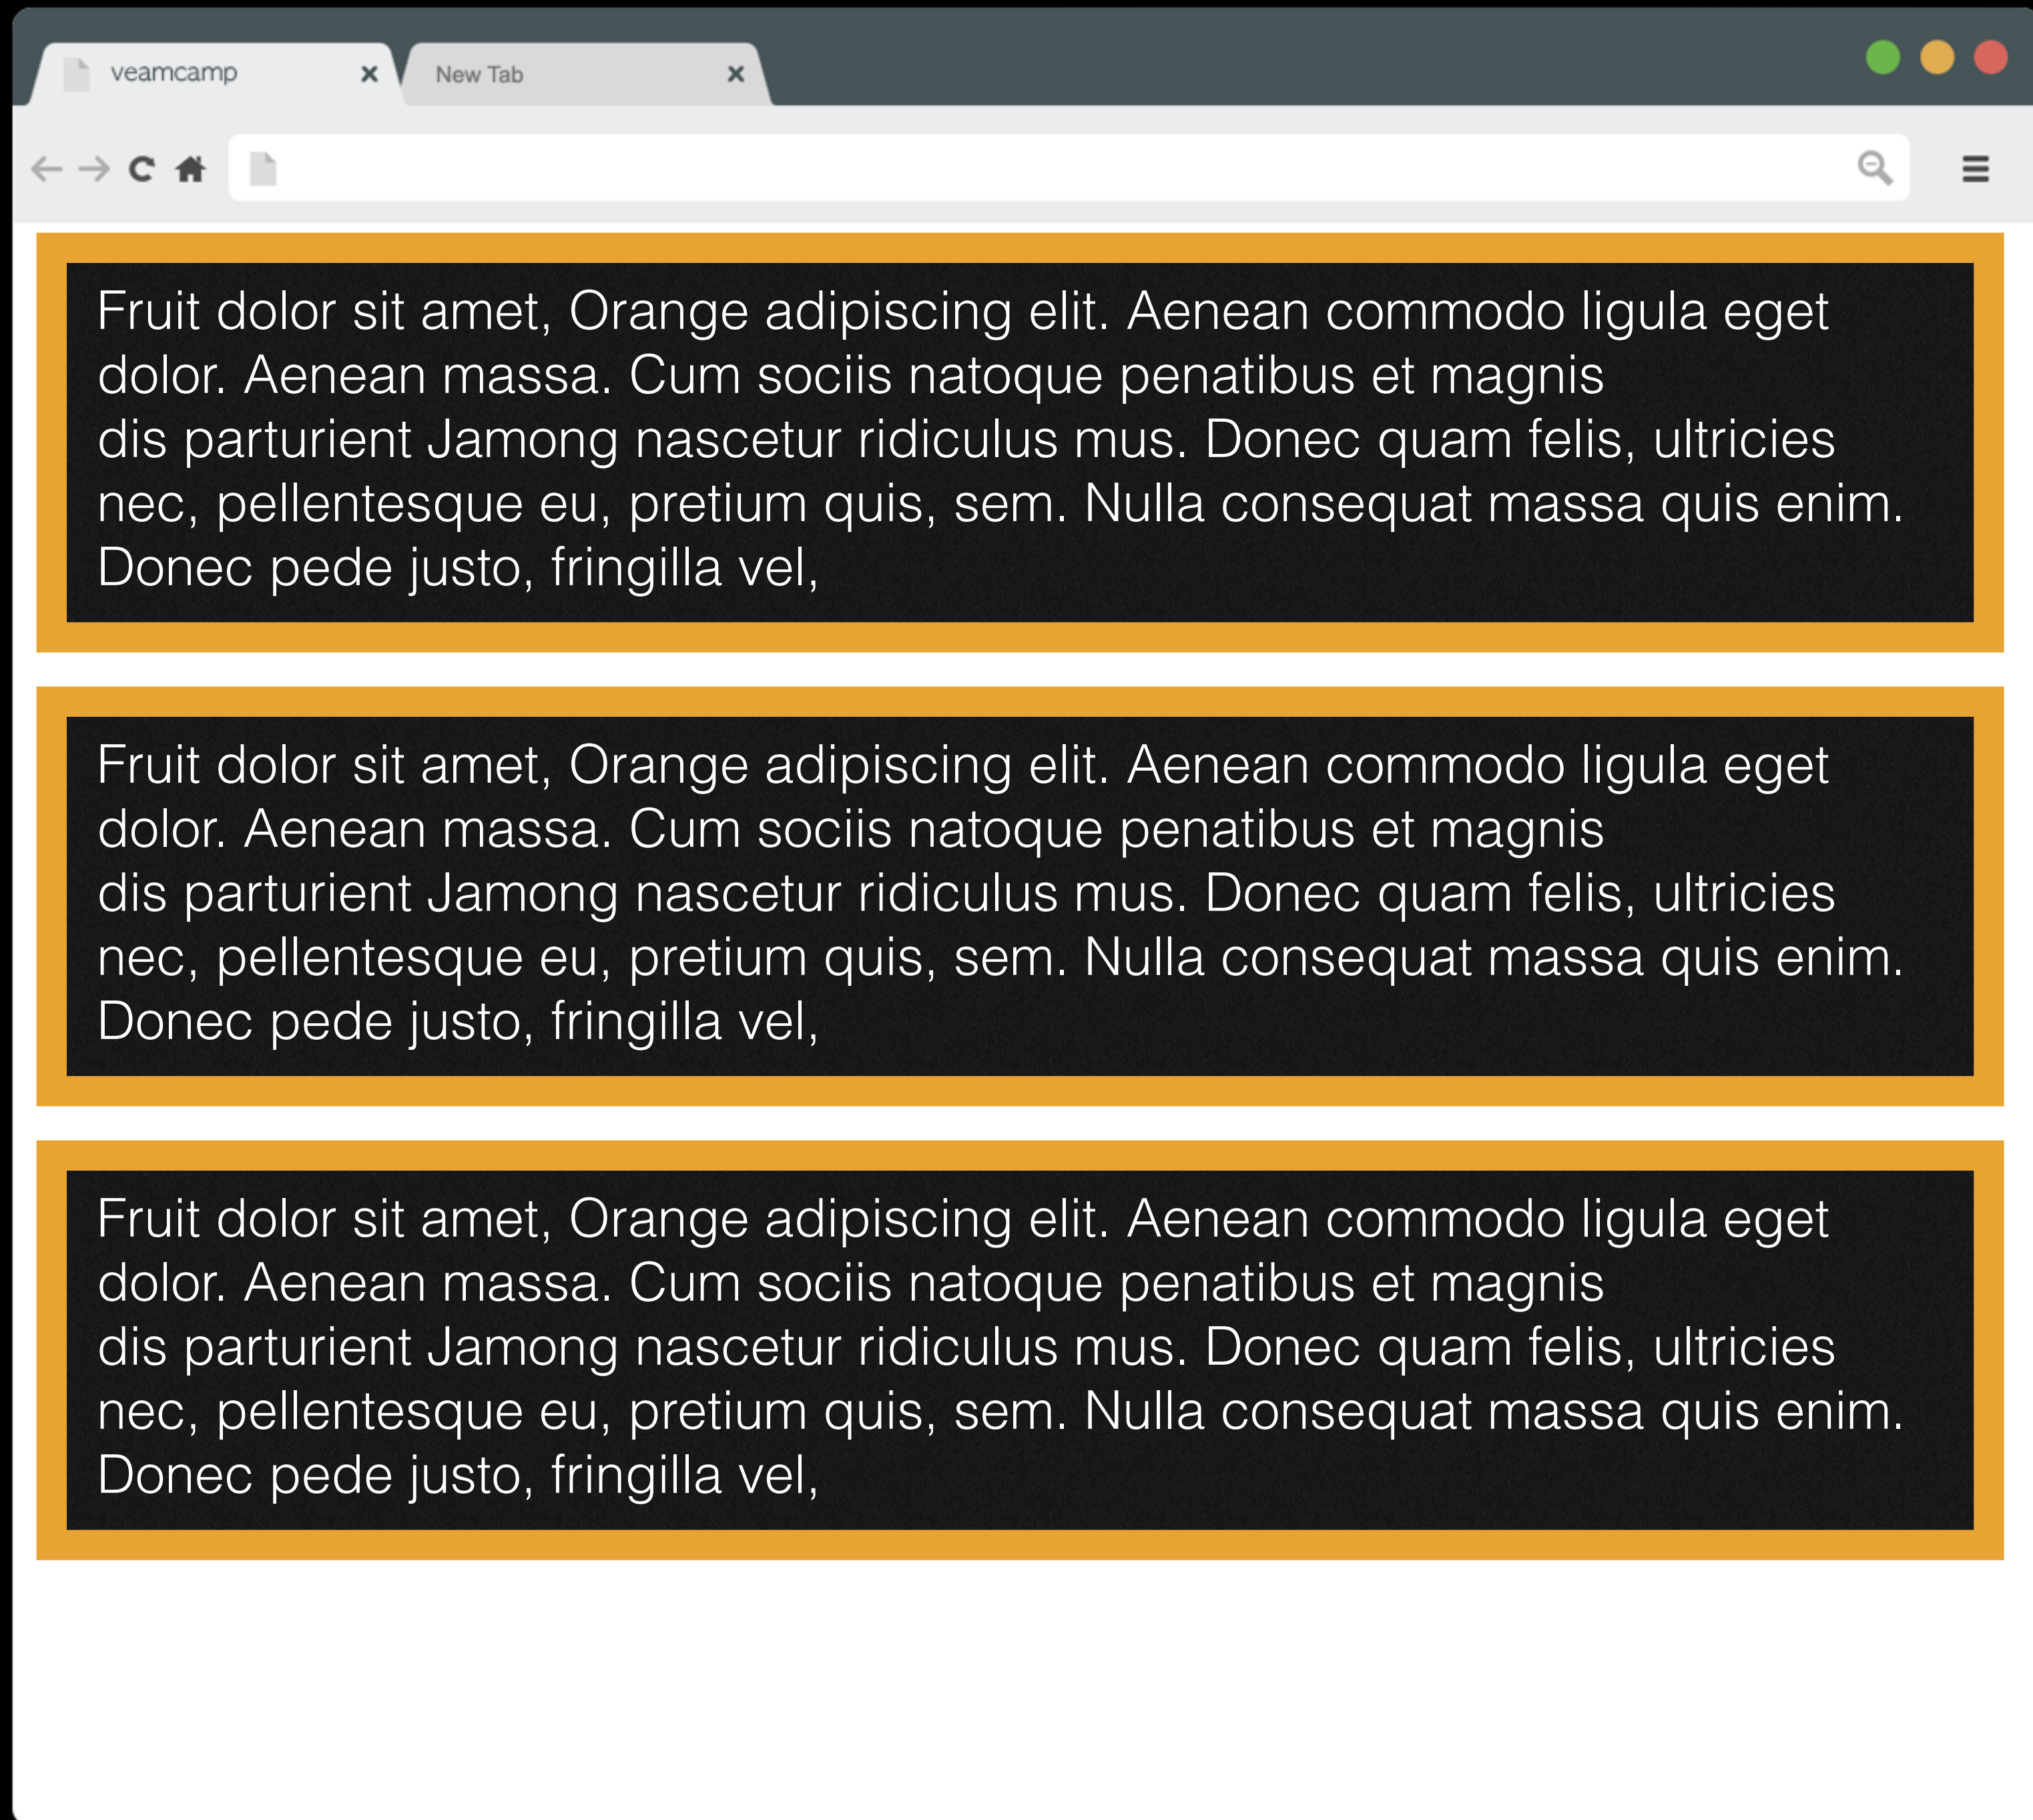 veamcamp
New Tab
Fruit dolor sit amet, Orange adipiscing elit. Aenean commodo ligula eget
dolor. Aenean massa. Cum sociis natoque penatibus et magnis
dis parturient Jamong nascetur ridiculus mus. Donec quam felis, ultricies
nec, pellentesque eu, pretium quis, sem. Nulla consequat massa quis enim.
Donec pede justo, fringilla vel,
Fruit dolor sit amet, Orange adipiscing elit. Aenean commodo ligula eget
dolor. Aenean massa. Cum sociis natoque penatibus et magnis
dis parturient Jamong nascetur ridiculus mus. Donec quam felis, ultricies
nec, pellentesque eu, pretium quis, sem. Nulla consequat massa quis enim.
Donec pede justo, fringilla vel,
Fruit dolor sit amet, Orange adipiscing elit. Aenean commodo ligula eget
dolor. Aenean massa. Cum sociis natoque penatibus et magnis
dis parturient Jamong nascetur ridiculus mus. Donec quam felis, ultricies
nec, pellentesque eu, pretium quis, sem. Nulla consequat massa quis enim.
Donec pede justo, fringilla vel,